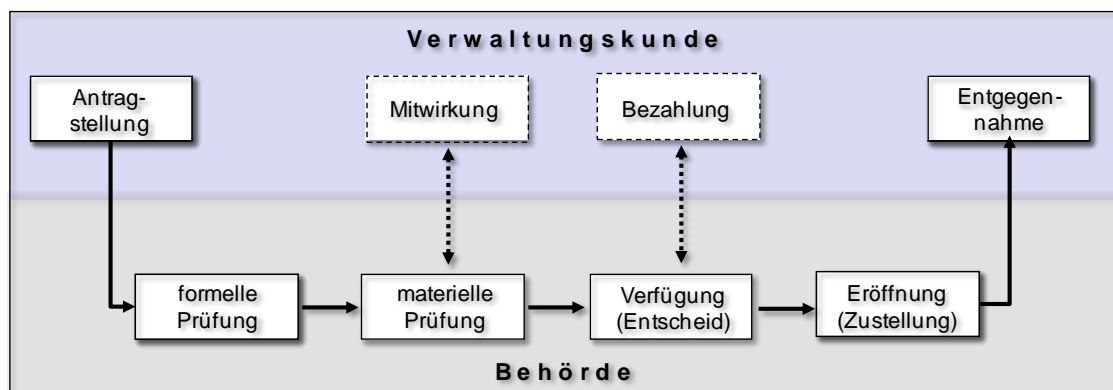 Verwaltungskunde
Antrag-
stellung
Mitwirkung
Bezahlung
Entgegen-
nahme
formelle
Prüfung
materielle
Prüfung
Verfügung
(Entscheid)
Eröffnung
(Zustellung)
Behörde